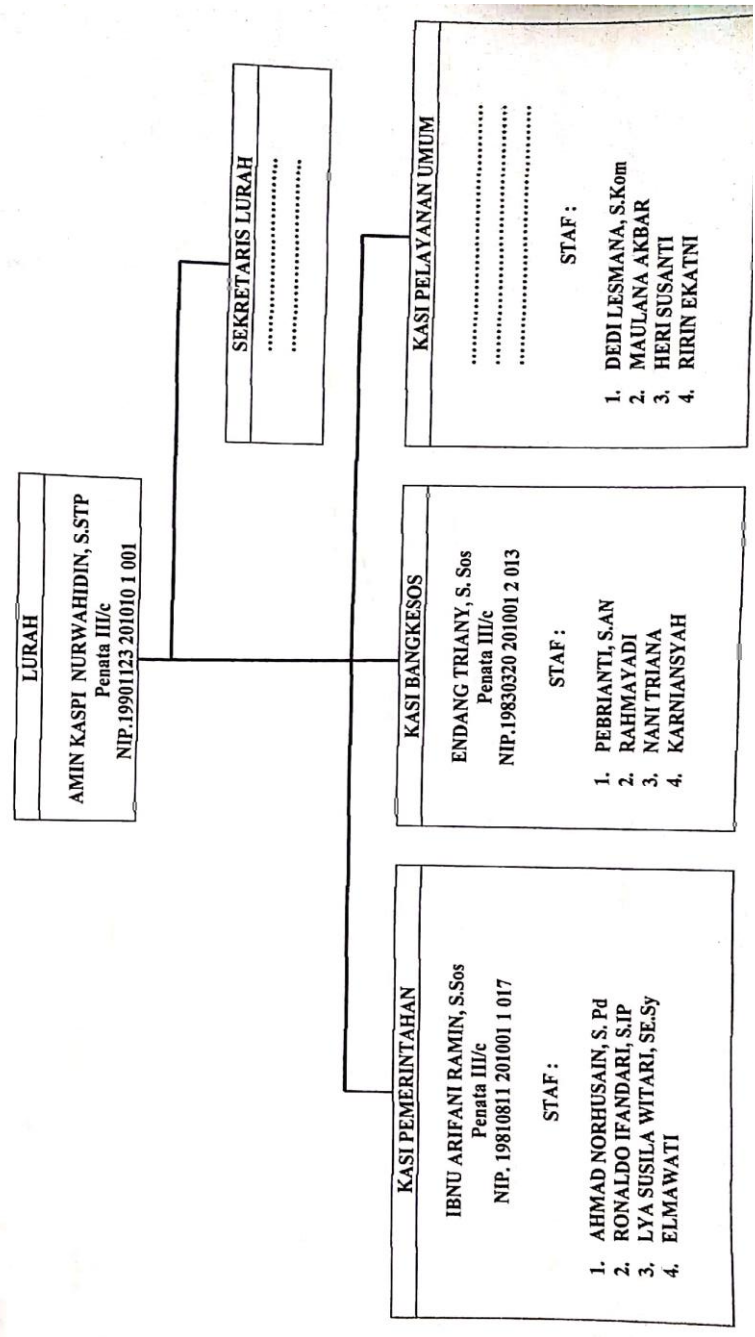 LURAH
AMIN KASPI NURWAHIDIN, S.STP
Penata III/c
NIP.19901123 201010 1 001
SEKRETARIS LURAH
..........................................
..........................................
KASI PEMERINTAHAN
IBNU ARIFANI RAMIN, S.Sos
Penata III/c
NIP. 19810811 201001 1 017
STAF :
1. AHMAD NORHUSAIN, S. Pd
2. RONALDO IFANDARI, S.IP
3. LYA SUSILA WITARI, SE.Sy
4. ELMAWATI
KASI BANGKESOS
ENDANG TRIANY, S. Sos
Penata III/c
NIP.19830320 201001 2 013
STAF :
1. PEBRIANTI, S.AN
2. RAHMAYADI
3. NANI TRIANA
4. KARNIANSYAH
KASI PELAYANAN UMUM
..........................................................
..........................................................
..........................................................
STAF :
1. DEDI LESMANA, S.Kom
2. MAULANA AKBAR
3. HERI SUSANTI
4. RIRIN EKATNI